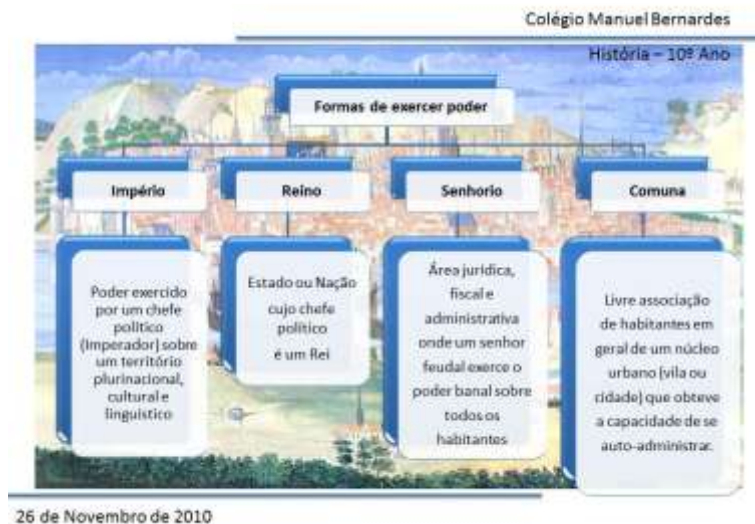 Colégio Manuel Bernardes
História – 10º Ano
Formas de exercer poder
Império
Reino
Senhorio
Comuna
Poder exercido
por um chefe
político
(Imperador) sobre
um território
plurinacional,
cultural e
linguístico
Estado ou Nação
cujo chefe
político
é um Rei
Área jurídica,
fiscal e
administrativa
onde um senhor
feudal exerce o
poder banal sobre
todos os
habitantes
Livre associação
de habitantes em
geral de um núcleo
urbano (vila ou
cidade) que obteve
a capacidade de se
auto-administrar.
26 de Novembro de 2010